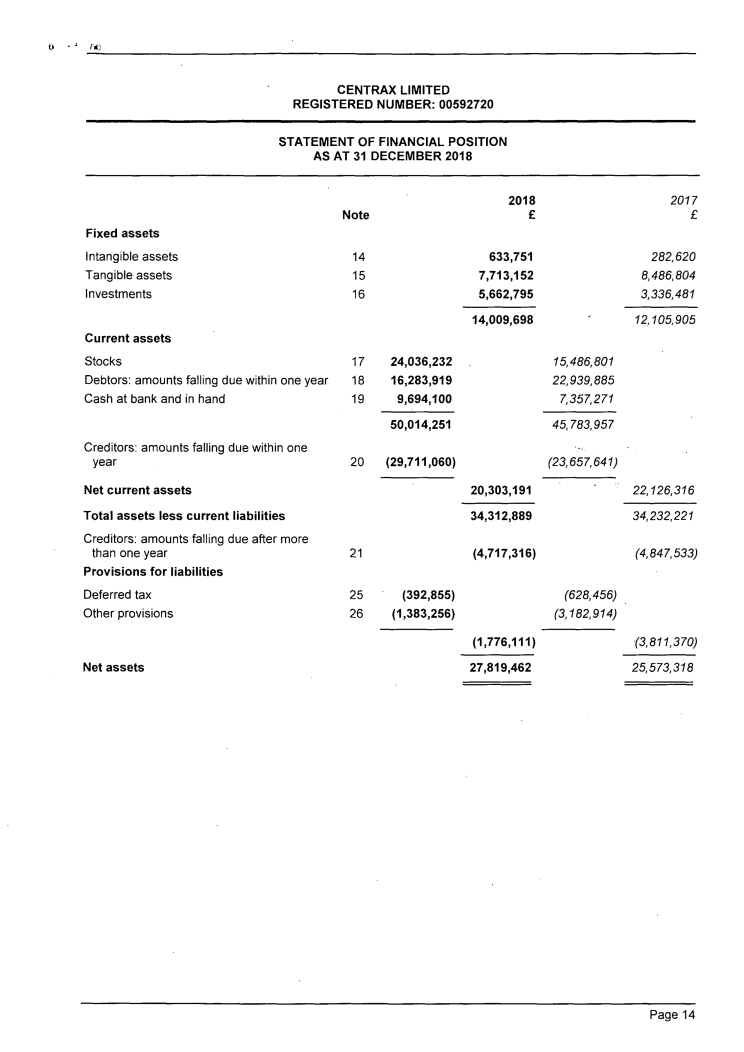 CENTRAX LIMITED
REGISTERED NUMBER: 00592720
STATEMENT OF FINANCIAL POSITION
AS AT 31 DECEMBER 2018
2018 2017
Note £ £
Fixed assets
Intangible assets 14 633,751 282,620
Tangible assets 15 7,713,152 8,486,804
Investments 16 5,662,795 3,336,481
14,009,698 12,105,905
Current assets
Stocks 17 24,036,232 15,486,801
Debtors: amounts falling due within one year 18 16,283,919 22,939,885
Cash at bank and in hand 19 9,694,100 7,357,271
50,014,251 45,783,957
Creditors: amounts falling due within one
year 20 (29,711,060) (23,657,641)
Net current assets 20,303,191 22,126,316
Total assets less current liabilities 34,312,889 34,232,221
Creditors: amounts falling due after more
than one year 21 (4,717,316) (4,847,533)
Provisions for liabilities
Deferred tax 25 (392,855) (628,456)
Other provisions 26 (1,383,256) (3,182,914)
(1,776,111) (3,811,370)
Net assets 27,819,462 25,573,318
Page 14